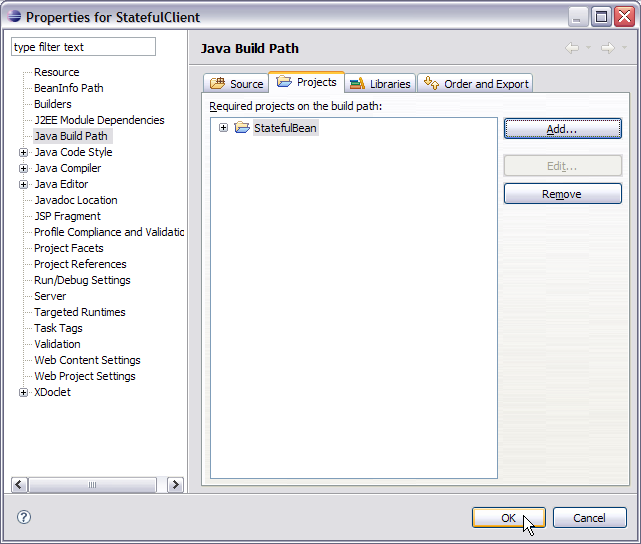 Properties for StatefulClient
type filter text
Resource
BeanInfo Path
Builders
J2EE Module Dependencies
Java Build Path
Java Code Style
Java Compiler
Java Editor
Javadoc Location
JSP Fragment
Profile Compliance and Validatic
Project Facets
Project References
Run/Debug Settings
Server
Targeted Runtimes
Task Tags
Validation
Web Content Settings
Web Project Settings
XDoclet
Java Build Path
Source Projects Libraries Order and Export
Required projects on the build path:
StatefulBean
Add...
Edit...
Remove
? OK Cancel